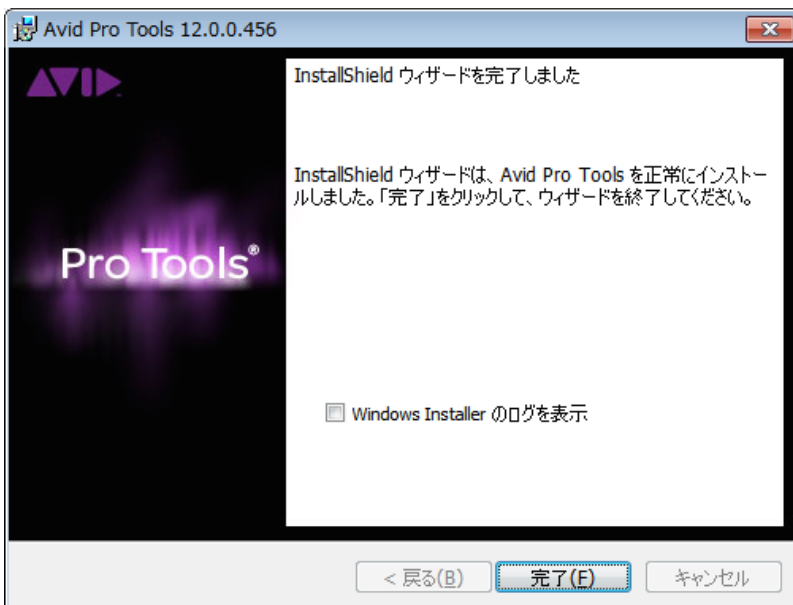 Avid Pro Tools 12.0.0.456
AVID
Pro Tools®
InstallShield ウィザードを完了しました
InstallShield ウィザードは、Avid Pro Tools を正常にインストー
ルしました。「完了」をクリックして、ウィザードを終了してください。
Windows Installer のログを表示
< 戻る(B)
完了(F)
キャンセル